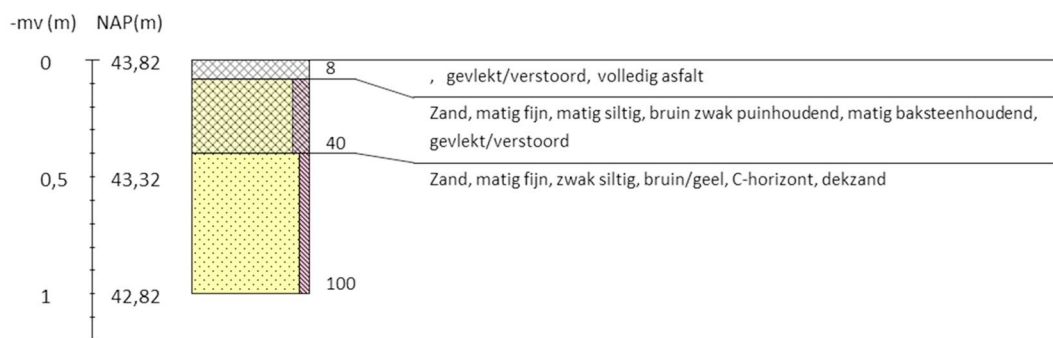 -mv (m) NAP(m)
0 43,82
8
, gevlekt/verstoord, volledig asfalt
Zand, matig fijn, matig siltig, bruin zwak puinhoudend, matig baksteenhoudend,
gevlekt/verstoord
40
0,5 43,32
Zand, matig fijn, zwak siltig, bruin/geel, C-horizont, dekzand
100
1 42,82